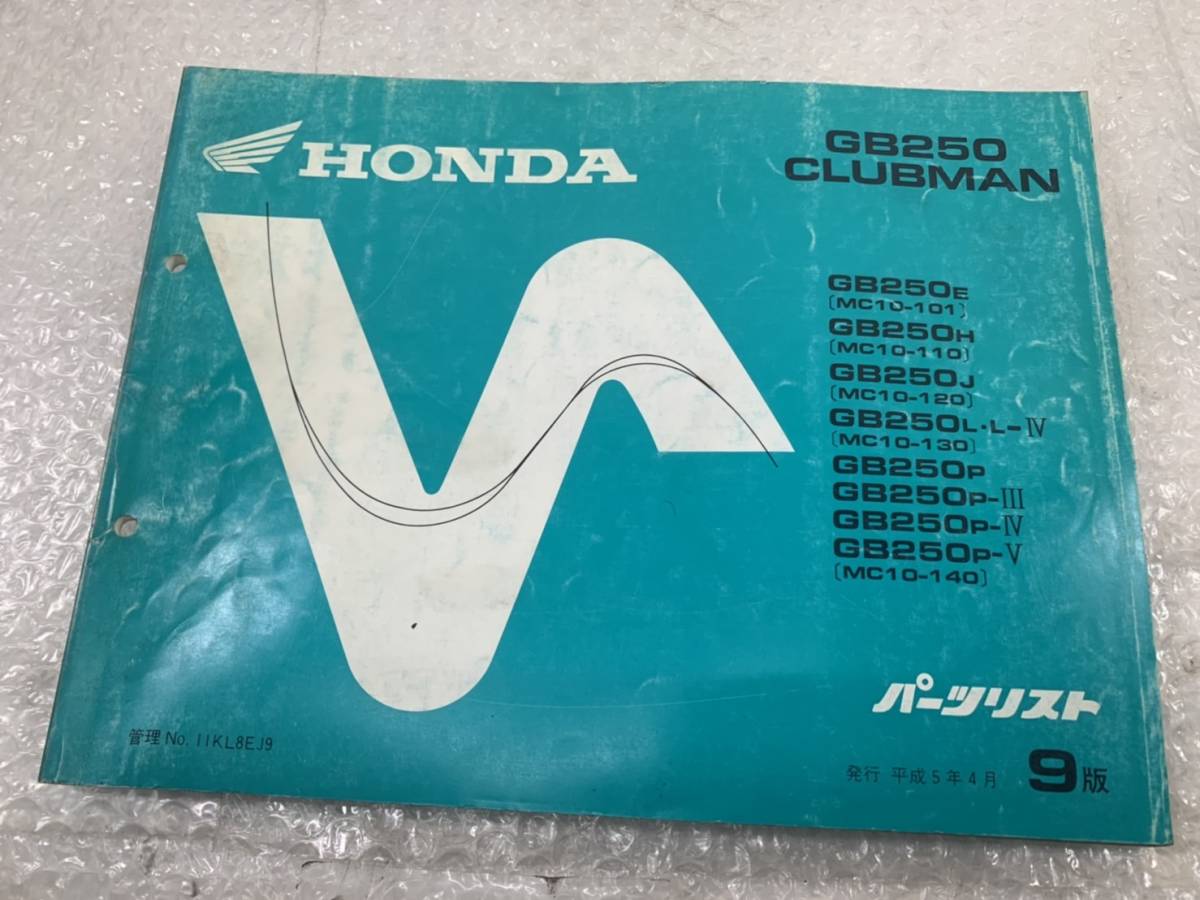 HONDA
GB250
CLUBMAN
GB250E
[MC10-101]
GB250H
[MC10-110]
GB250J
[MC10-120]
GB250L・L-Ⅳ
[MC10-130]
GB250P
GB250P-Ⅲ
GB250P-Ⅳ
GB250P-Ⅴ
[MC10-140]
パーツリスト
管理 No. 11KL8EJ9
発行 平成5年4月 9版